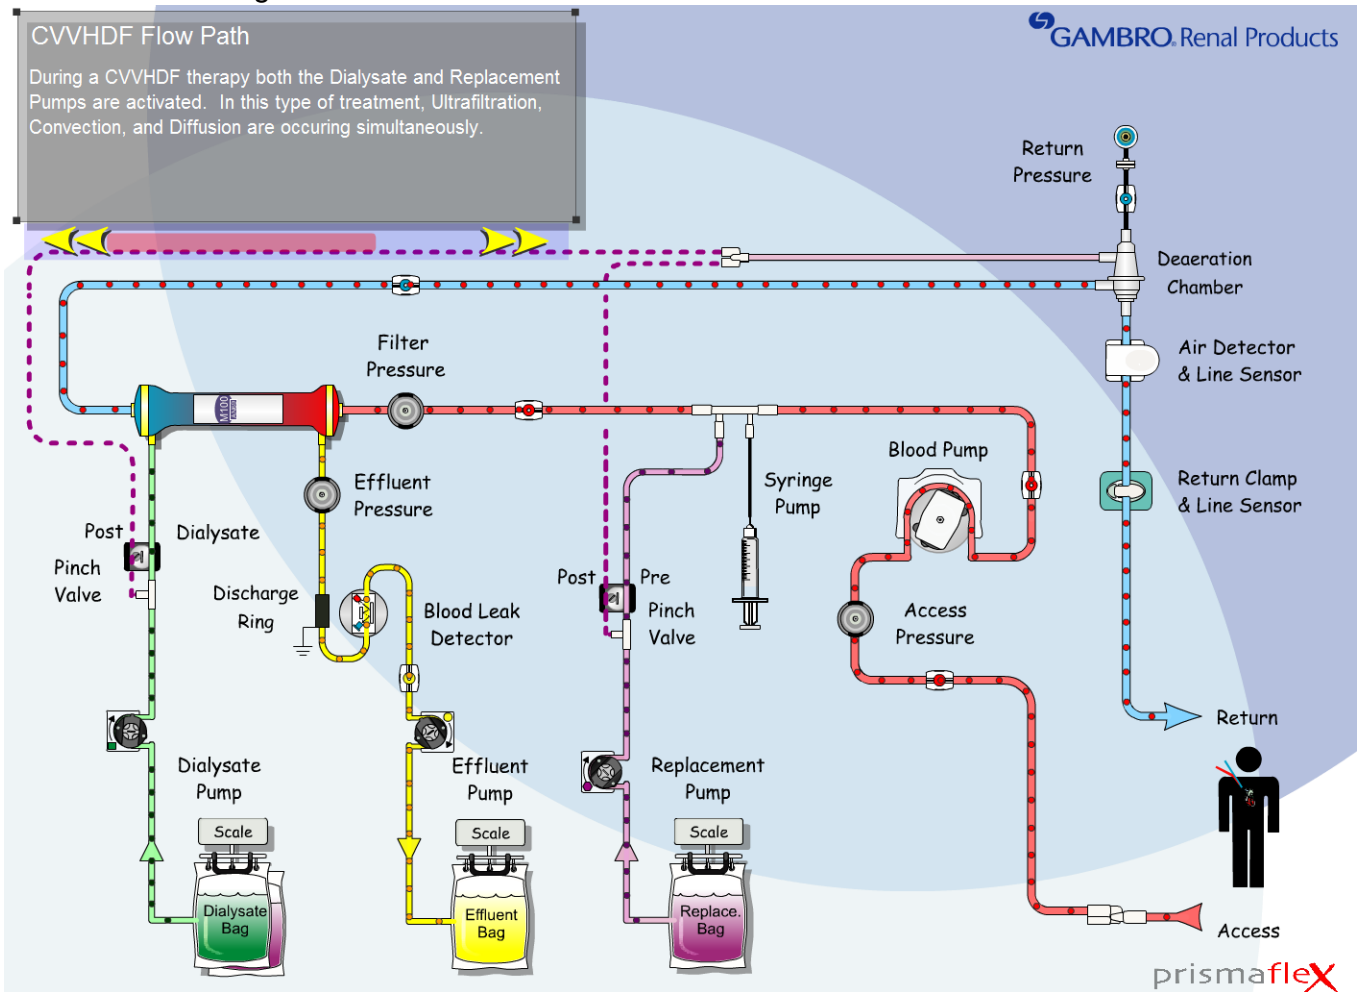 CVVHDF Flow Path
During a CVVHDF therapy both the Dialysate and Replacement
Pumps are activated.  In this type of treatment, Ultrafiltration,
Convection, and Diffusion are occuring simultaneously.
GAMBRO® Renal Products
Return
Pressure
Deaeration
Chamber
Air Detector
& Line Sensor
Filter
Pressure
M100
Blood Pump
Return Clamp
& Line Sensor
Effluent
Pressure
Syringe
Pump
Post
Dialysate
Pinch
Valve
Discharge
Ring
Blood Leak
Detector
Post
Pre
Pinch
Valve
Access
Pressure
Return
Dialysate
Pump
Effluent
Pump
Replacement
Pump
Scale
Scale
Scale
Dialysate
Bag
Effluent
Bag
Replace.
Bag
Access
prismaflex